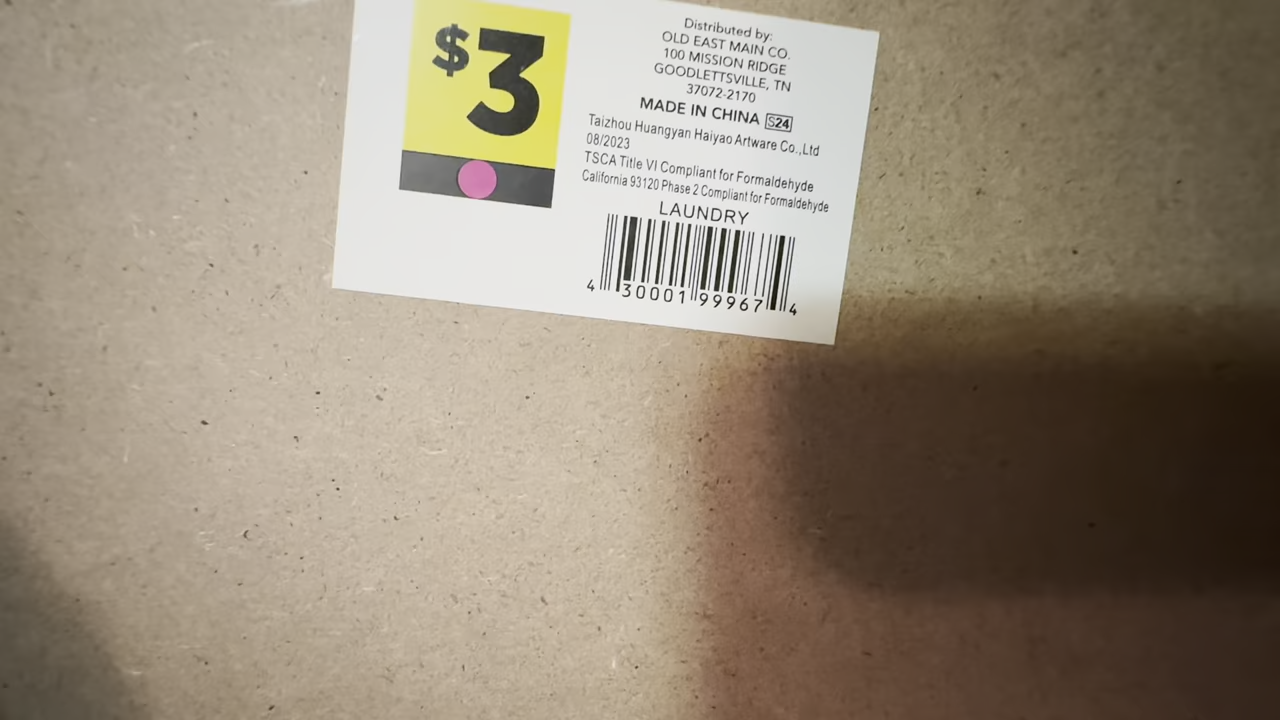 $3
Distributed by:
OLD EAST MAIN CO.
100 MISSION RIDGE
GOODLETTSVILLE, TN
37072-2170
MADE IN CHINA S24
Taizhou Huangyan Haiyao Artware Co.,Ltd
08/2023
TSCA Title VI Compliant for Formaldehyde
California 93120 Phase 2 Compliant for Formaldehyde
LAUNDRY
4 30001 99967 4